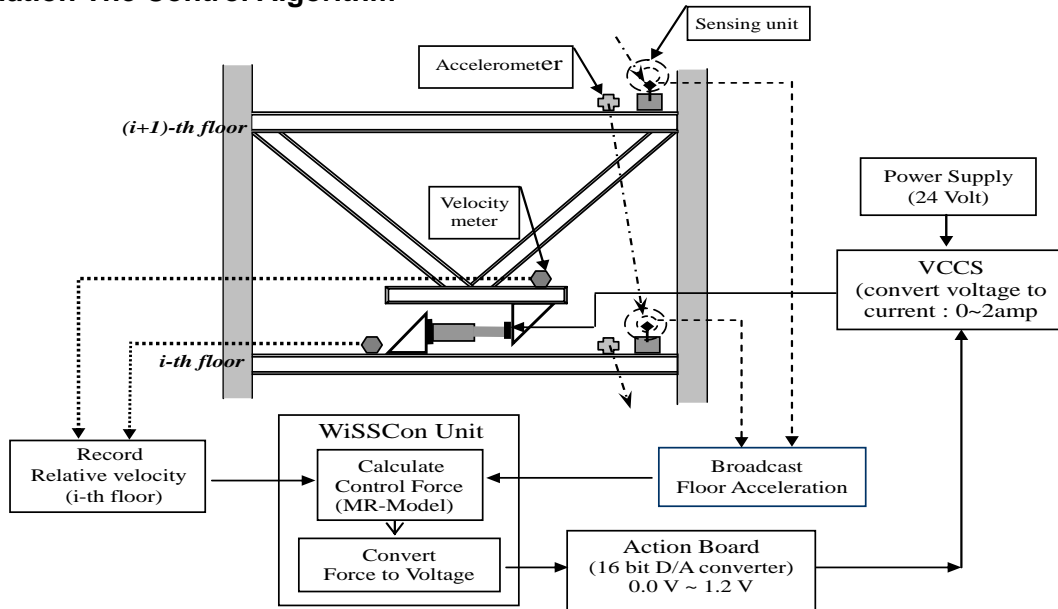 The Control Algorithm
Sensing unit
Accelerometer
(i+1)-th floor
Velocity
meter
Power Supply
(24 Volt)
VCCS
(convert voltage to
current : 0~2amp
i-th floor
WiSSCon Unit
Record
Relative velocity
(i-th floor)
Calculate
Control Force
(MR-Model)
Broadcast
Floor Acceleration
Convert
Force to Voltage
Action Board
(16 bit D/A converter)
0.0 V ~ 1.2 V